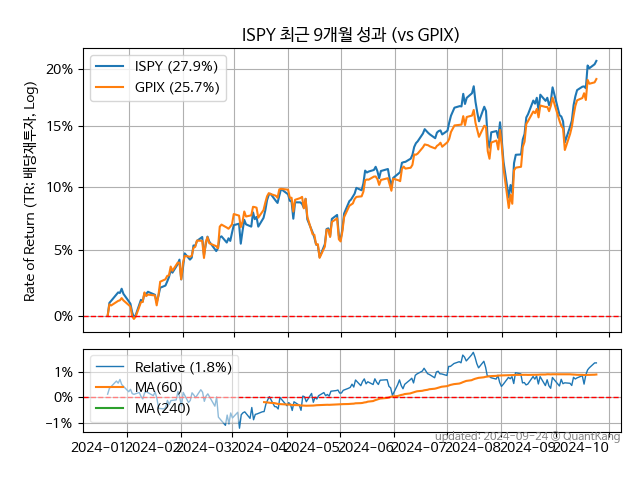 ISPY 최근 9개월 성과 (vs GPIX)
Rate of Return (TR: 배당재투자, Log)
20%
15%
10%
5%
0%
ISPY (27.9%)
GPIX (25.7%)
1%
0%
−1%
Relative (1.8%)
MA(60)
MA(240)
updated: 2024-09-24 @ QuantKang
2024-01 2024-02 2024-03 2024-04 2024-05 2024-06 2024-07 2024-08 2024-09 2024-10